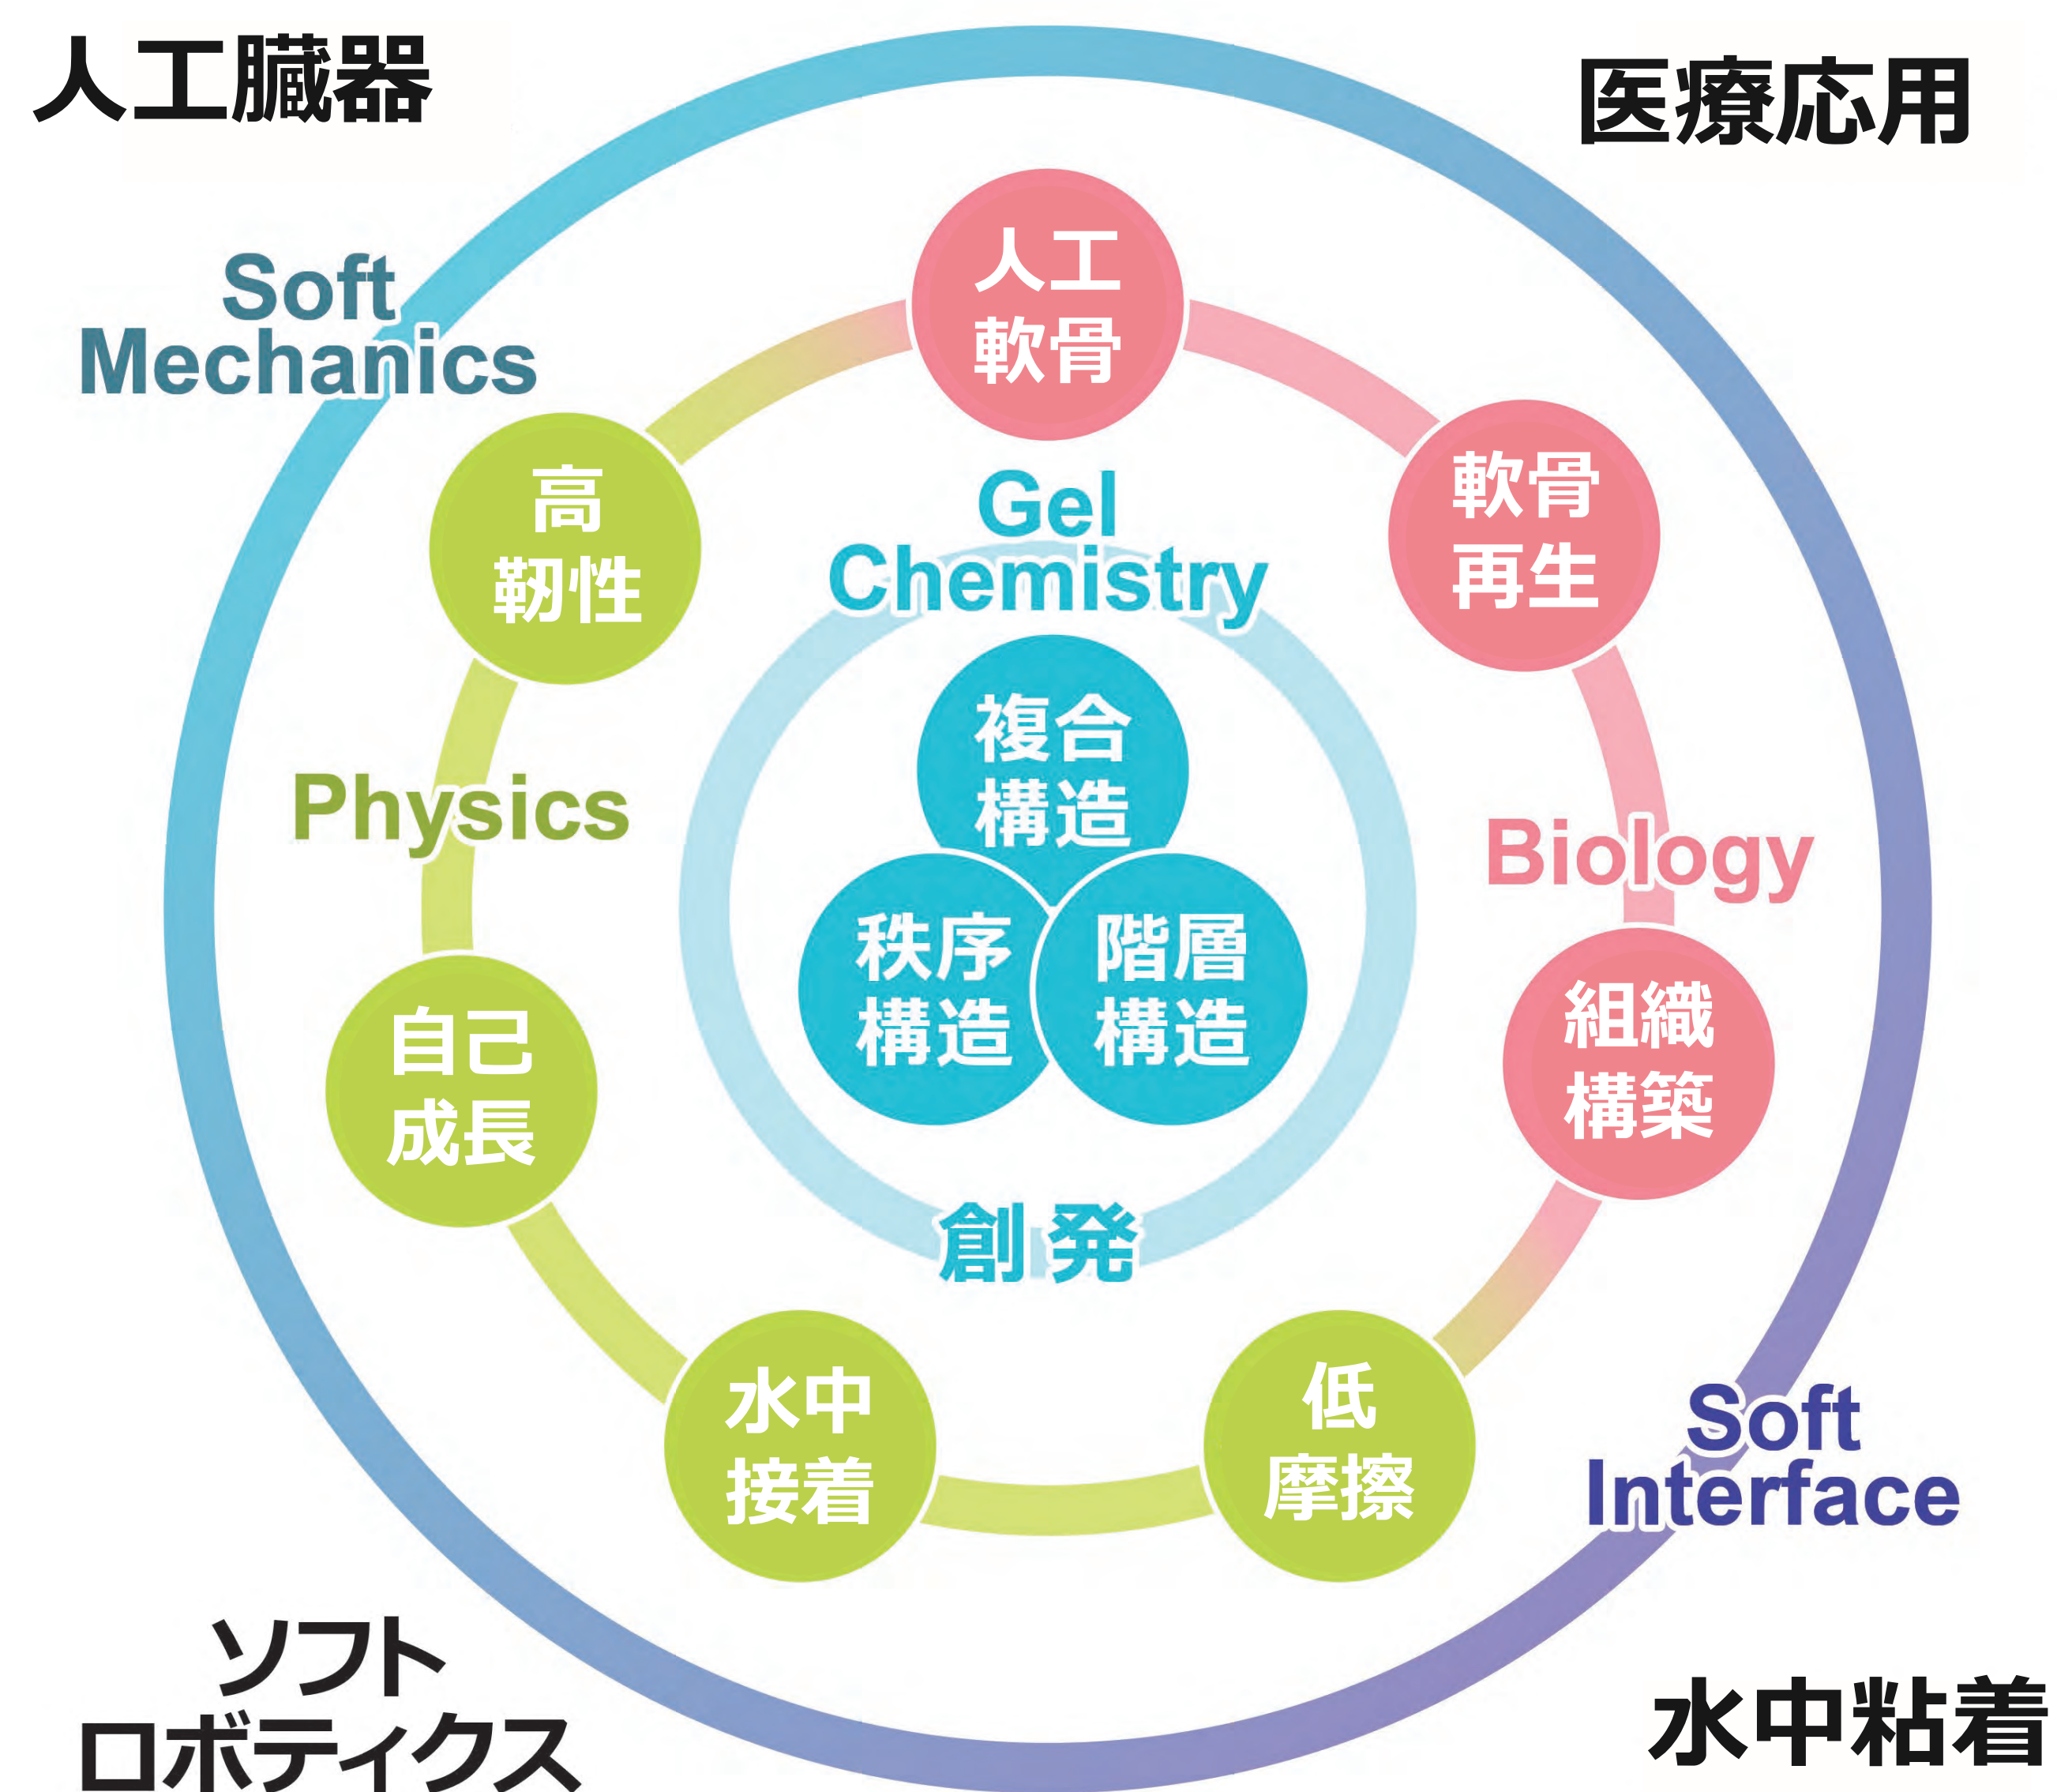 人工臓器
医療応用
Soft
Mechanics
人工
軟骨
高
靭性
軟骨
再生
Gel
Chemistry
複合
構造
Physics
Biology
秩序
構造
階層
構造
自己
成長
組織
構築
創発
水中
接着
低
摩擦
Soft
Interface
ソフト
ロボティクス
水中粘着